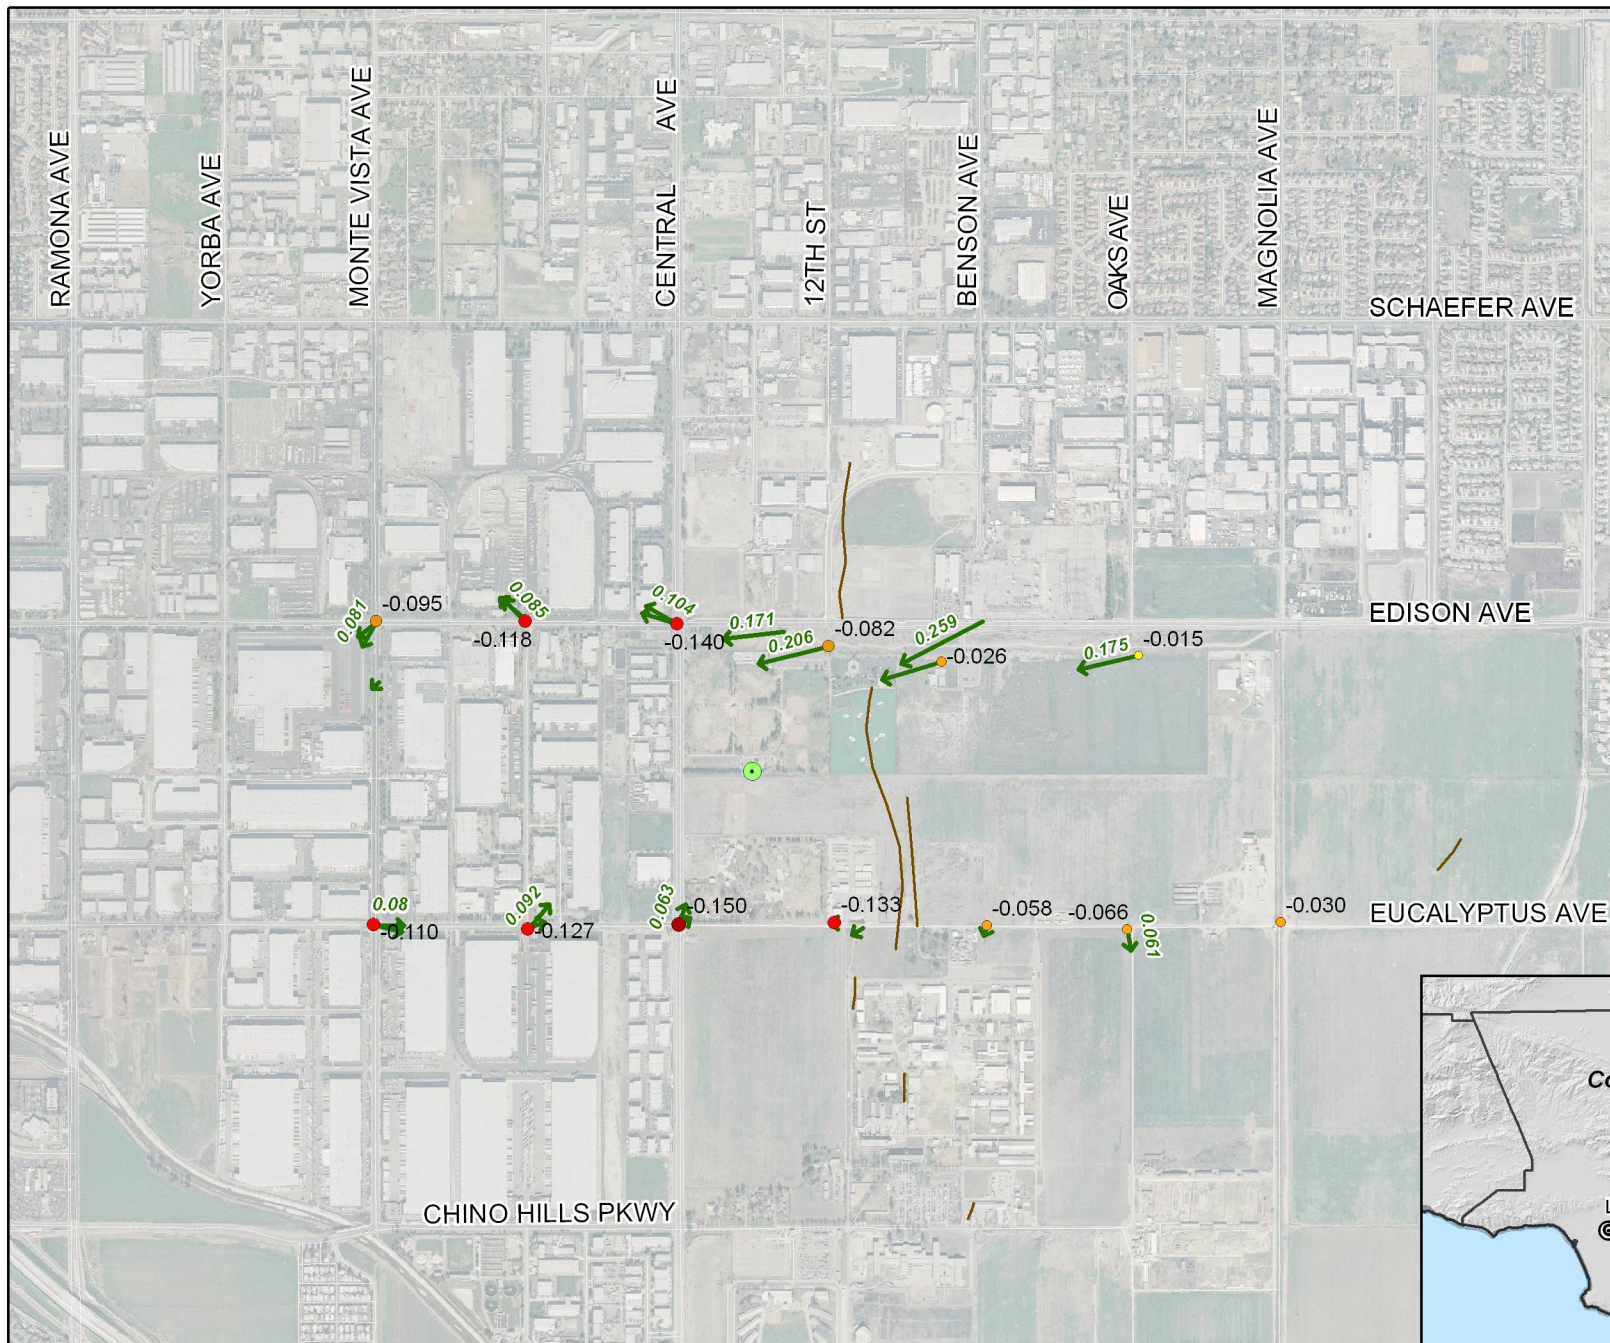 RAMONA AVE
YORBA AVE
MONTE VISTA AVE
CENTRAL AVE
12TH ST
BENSON AVE
OAKS AVE
MAGNOLIA AVE
SCHAEFER AVE
0.081
-0.095
0.085
-0.118
0.104
-0.140
0.171
0.206
-0.082
0.259
-0.026
0.175
-0.015
EDISON AVE
0.08
-0.110
0.092
-0.127
0.063
-0.150
-0.133
-0.058
-0.066
0.061
-0.030
EUCALYPTUS AVE
CHINO HILLS PKWY
Co
L